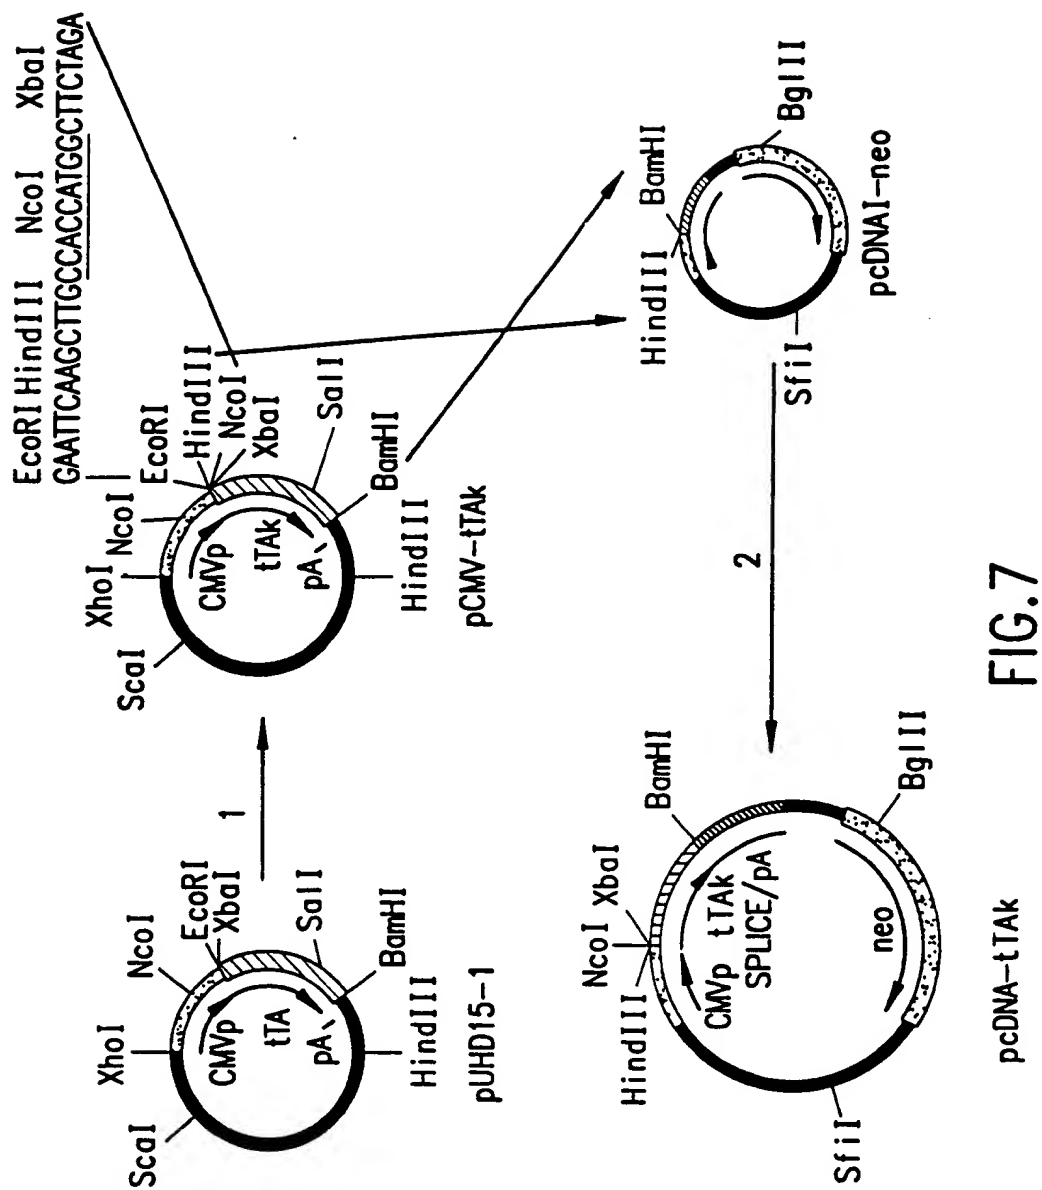 EcoRI HindIII NcoI XbaI
GAATTCAAGCTTGCCACCATGGCTTCTAGA
ScaI
XhoI
NcoI
EcoRI
XbaI
SalI
BamHI
HindIII
CMVp
tTA
pA
pUHD15-1
1
ScaI
XhoI
NcoI
EcoRI
HindIII
NcoI
XbaI
SalI
BamHI
HindIII
CMVp
tTAk
pA
pCMV-tTAk
HindIII
NcoI XbaI
BamHI
CMVp tTAk
SPLICE/pA
neo
BglII
SfiI
pcDNA-tTAk
2
HindIII
BamHI
BglII
SfiI
pcDNAI-neo
FIG.7